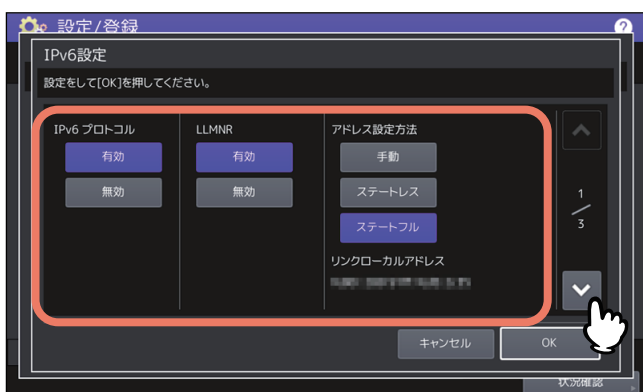 設定/登録
?
IPv6設定
設定をして[OK]を押してください。
IPv6 プロトコル
有効
無効
LLMNR
有効
無効
アドレス設定方法
手動
ステートレス
ステートフル
リンクローカルアドレス
1
3
キャンセル
OK
状況確認